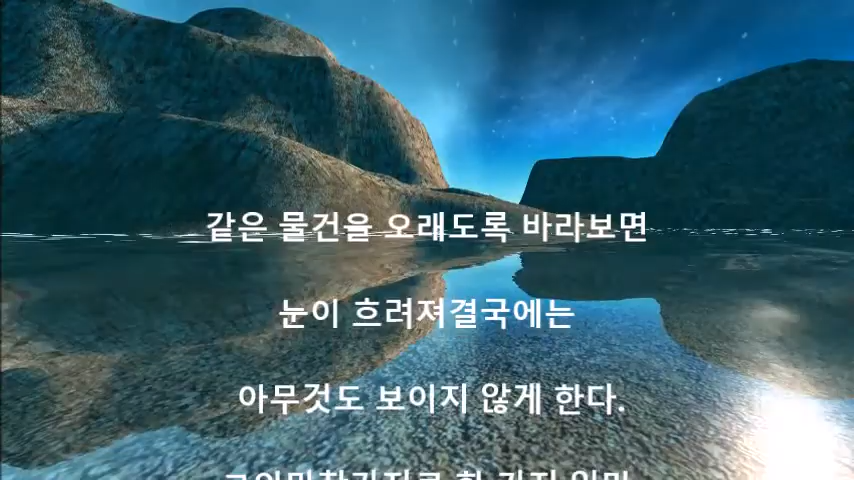 같은 물건을 오래도록 바라보면
눈이 흐려져결국에는
아무것도 보이지 않게 한다.